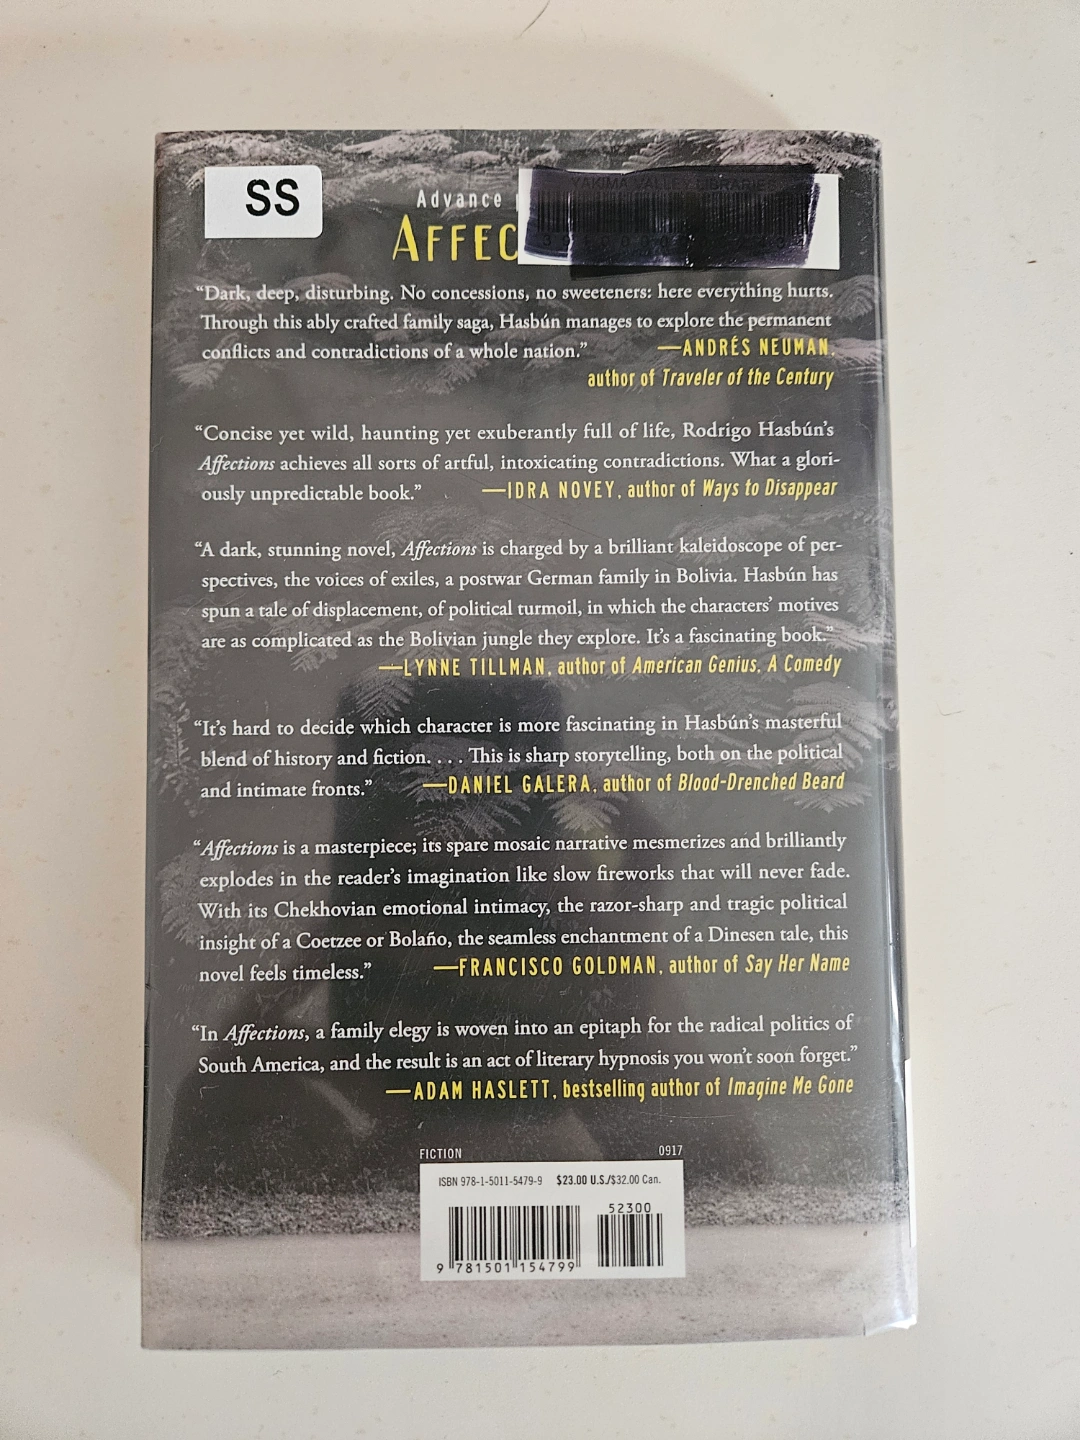 SS
Advance
AFFEC
YAKIMA VALLEY LIBRARIES
“Dark, deep, disturbing. No concessions, no sweeteners: here everything hurts.
Through this ably crafted family saga, Hasbún manages to explore the permanent
conflicts and contradictions of a whole nation.” —ANDRÉS NEUMAN,
author of Traveler of the Century
“Concise yet wild, haunting yet exuberantly full of life, Rodrigo Hasbún’s
Affections achieves all sorts of artful, intoxicating contradictions. What a glori-
ously unpredictable book.” —IDRA NOVEY, author of Ways to Disappear
“A dark, stunning novel, Affections is charged by a brilliant kaleidoscope of per-
spectives, the voices of exiles, a postwar German family in Bolivia. Hasbún has
spun a tale of displacement, of political turmoil, in which the characters’ motives
are as complicated as the Bolivian jungle they explore. It’s a fascinating book.”
—LYNNE TILLMAN, author of American Genius, A Comedy
“It’s hard to decide which character is more fascinating in Hasbún’s masterful
blend of history and fiction. . . . This is sharp storytelling, both on the political
and intimate fronts.” —DANIEL GALERA, author of Blood-Drenched Beard
“Affections is a masterpiece; its spare mosaic narrative mesmerizes and brilliantly
explodes in the reader’s imagination like slow fireworks that will never fade.
With its Chekhovian emotional intimacy, the razor-sharp and tragic political
insight of a Coetzee or Bolaño, the seamless enchantment of a Dinesen tale, this
novel feels timeless.” —FRANCISCO GOLDMAN, author of Say Her Name
“In Affections, a family elegy is woven into an epitaph for the radical politics of
South America, and the result is an act of literary hypnosis you won’t soon forget.”
—ADAM HASLETT, bestselling author of Imagine Me Gone
FICTION 0917
ISBN 978-1-5011-5479-9 $23.00 U.S./$32.00 Can.
52300
9 781501 154799